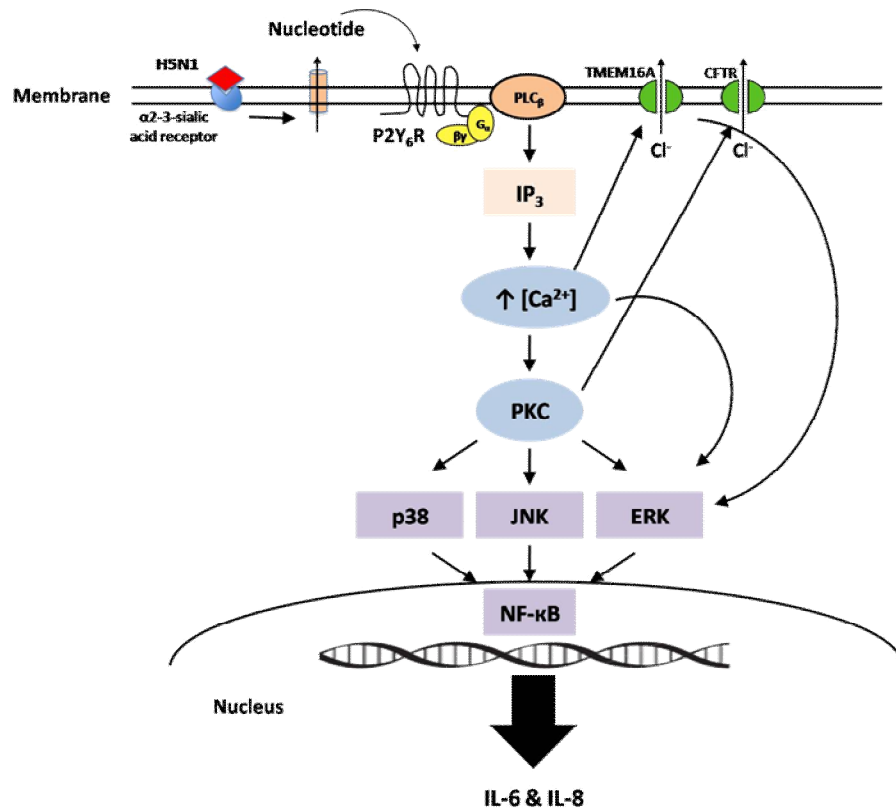 Nucleotide
H5N1
TMEM16A
CFTR
Membrane
PLCβ
α2-3-sialic
acid receptor
P2Y₆R
βγ
Gα
Cl⁻
Cl⁻
IP₃
↑ [Ca²⁺]
PKC
p38
JNK
ERK
NF-κB
Nucleus
IL-6 & IL-8